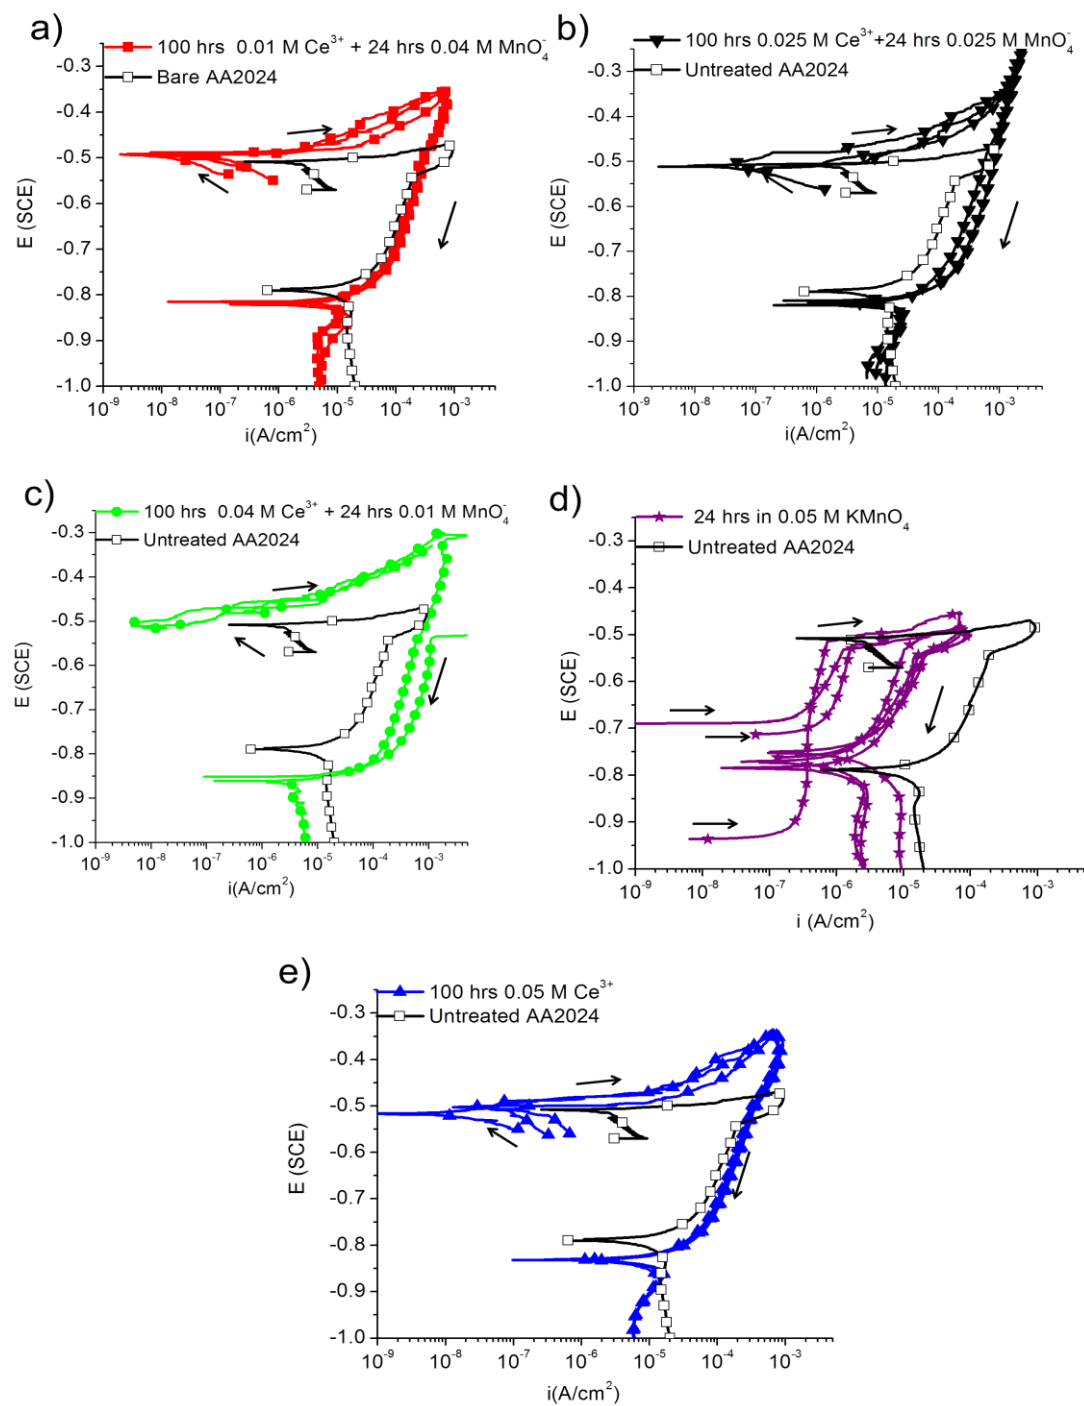 a)
100 hrs 0.01 M Ce³⁺ + 24 hrs 0.04 M MnO₄⁻
Bare AA2024
-0.3
-0.4
-0.5
-0.6
-0.7
-0.8
-0.9
-1.0
E (SCE)
10⁻⁹ 10⁻⁸ 10⁻⁷ 10⁻⁶ 10⁻⁵ 10⁻⁴ 10⁻³
i(A/cm²)
b)
100 hrs 0.025 M Ce³⁺+24 hrs 0.025 M MnO₄⁻
Untreated AA2024
-0.3
-0.4
-0.5
-0.6
-0.7
-0.8
-0.9
-1.0
E (SCE)
10⁻⁹ 10⁻⁸ 10⁻⁷ 10⁻⁶ 10⁻⁵ 10⁻⁴ 10⁻³
i(A/cm²)
c)
100 hrs 0.04 M Ce³⁺ + 24 hrs 0.01 M MnO₄⁻
Untreated AA2024
-0.3
-0.4
-0.5
-0.6
-0.7
-0.8
-0.9
-1.0
E (SCE)
10⁻⁹ 10⁻⁸ 10⁻⁷ 10⁻⁶ 10⁻⁵ 10⁻⁴ 10⁻³
i(A/cm²)
d)
24 hrs in 0.05 M KMnO₄
Untreated AA2024
-0.3
-0.4
-0.5
-0.6
-0.7
-0.8
-0.9
-1.0
E (SCE)
10⁻⁹ 10⁻⁸ 10⁻⁷ 10⁻⁶ 10⁻⁵ 10⁻⁴ 10⁻³
i (A/cm²)
e)
100 hrs 0.05 M Ce³⁺
Untreated AA2024
-0.3
-0.4
-0.5
-0.6
-0.7
-0.8
-0.9
-1.0
E (SCE)
10⁻⁹ 10⁻⁸ 10⁻⁷ 10⁻⁶ 10⁻⁵ 10⁻⁴ 10⁻³
i(A/cm²)